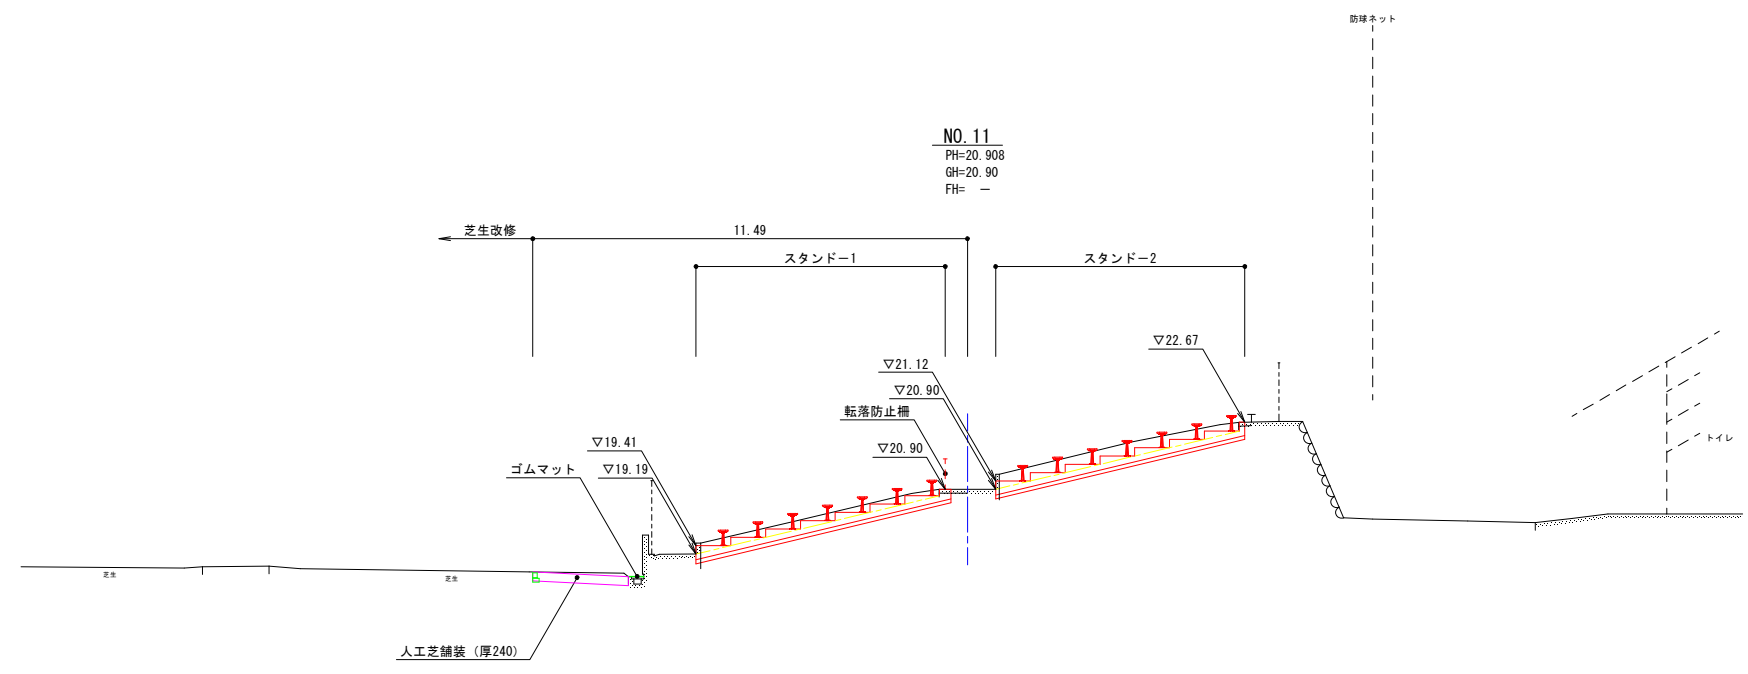 防球ネット
NO.11
PH=20.908
GH=20.90
FH= －
芝生改修
11.49
スタンドー1
スタンドー2
▽22.67
▽21.12
▽20.90
転落防止柵
▽20.90
▽19.41
ゴムマット
▽19.19
トイレ
芝生
芝生
人工芝舗装（厚240）